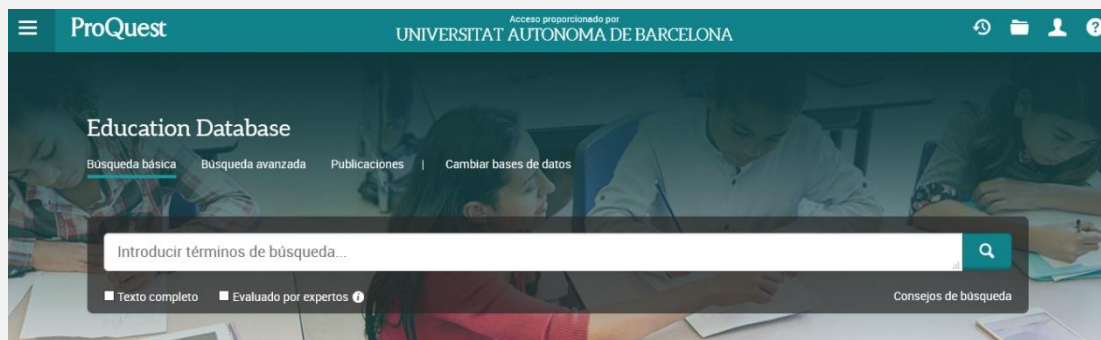 ProQuest
Acceso proporcionado por
UNIVERSITAT AUTONOMA DE BARCELONA
?
Education Database
Búsqueda básica Búsqueda avanzada Publicaciones | Cambiar bases de datos
Introducir términos de búsqueda...
Texto completo Evaluado por expertos i
Consejos de búsqueda